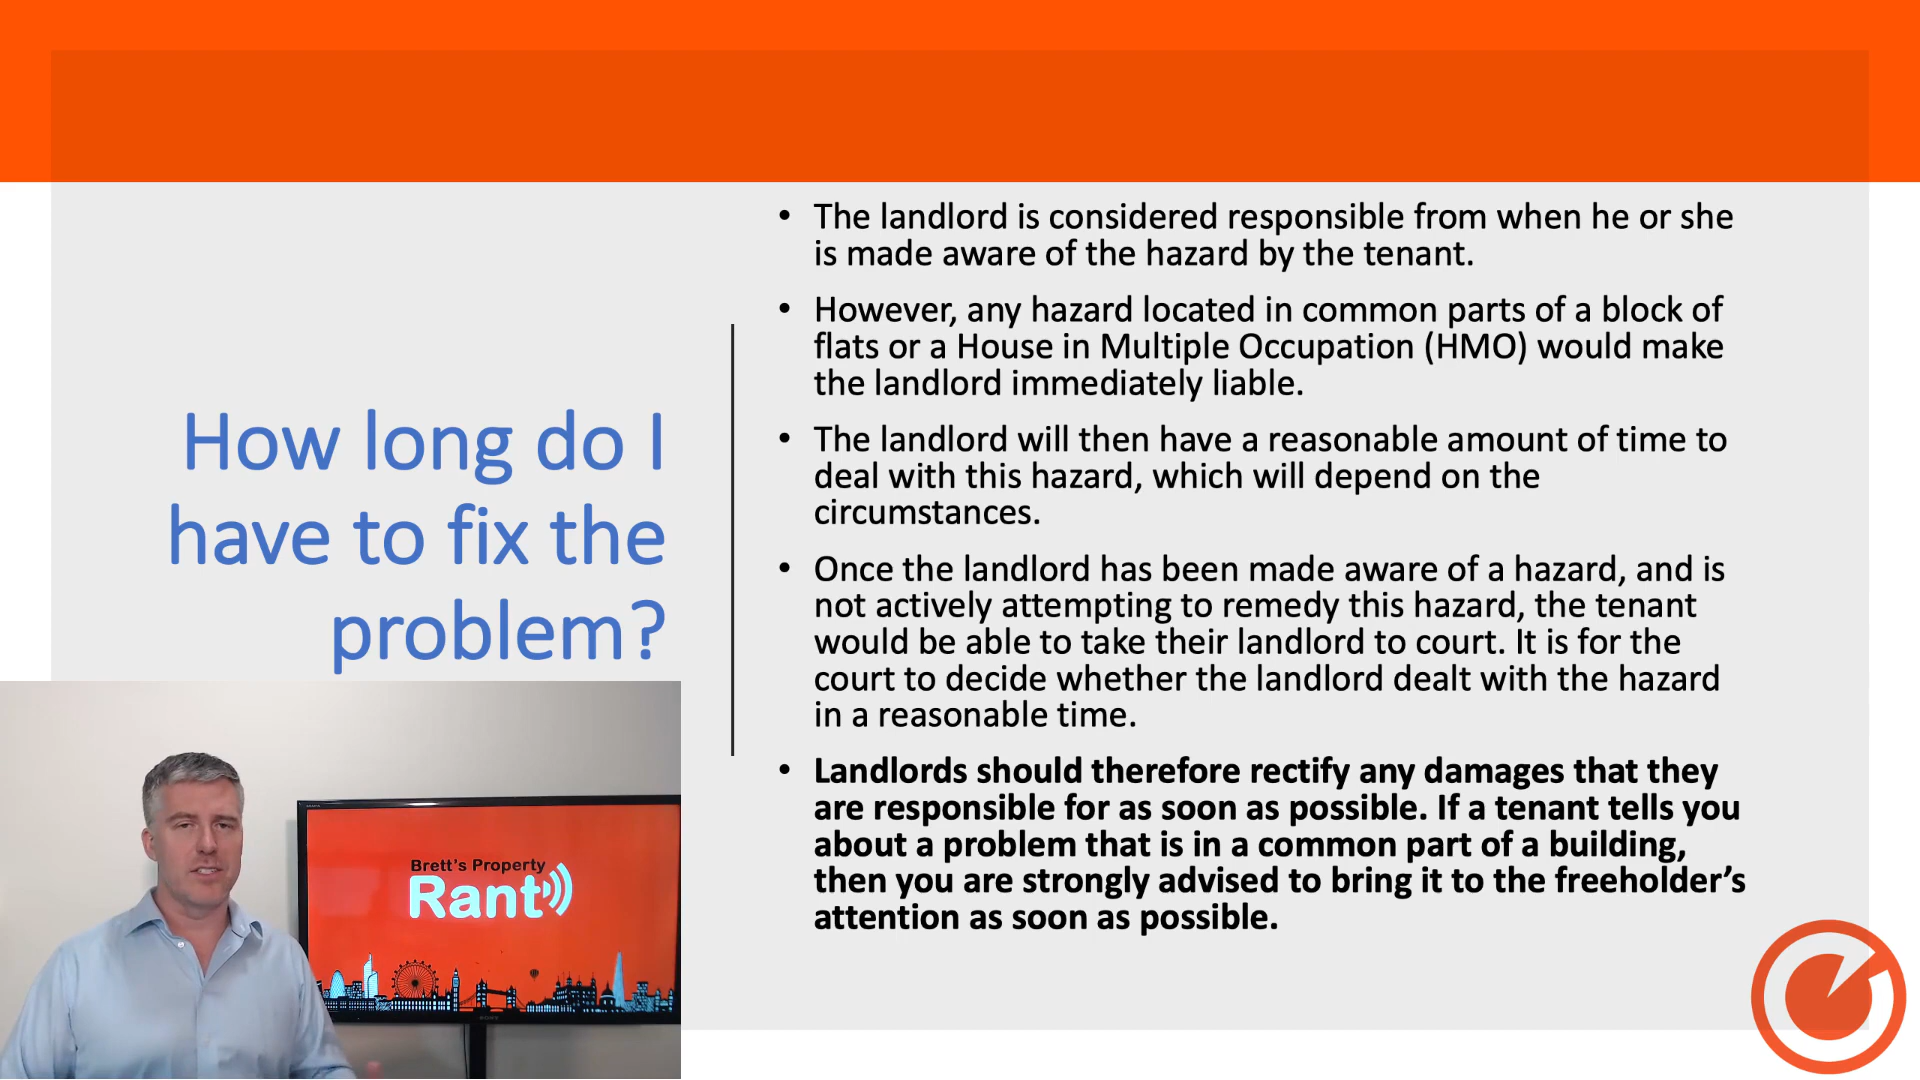 How long do I
have to fix the
problem?
• The landlord is considered responsible from when he or she
is made aware of the hazard by the tenant.
• However, any hazard located in common parts of a block of
flats or a House in Multiple Occupation (HMO) would make
the landlord immediately liable.
• The landlord will then have a reasonable amount of time to
deal with this hazard, which will depend on the
circumstances.
• Once the landlord has been made aware of a hazard, and is
not actively attempting to remedy this hazard, the tenant
would be able to take their landlord to court. It is for the
court to decide whether the landlord dealt with the hazard
in a reasonable time.
• Landlords should therefore rectify any damages that they
are responsible for as soon as possible. If a tenant tells you
about a problem that is in a common part of a building,
then you are strongly advised to bring it to the freeholder’s
attention as soon as possible.
Brett's Property
Rant
SONY